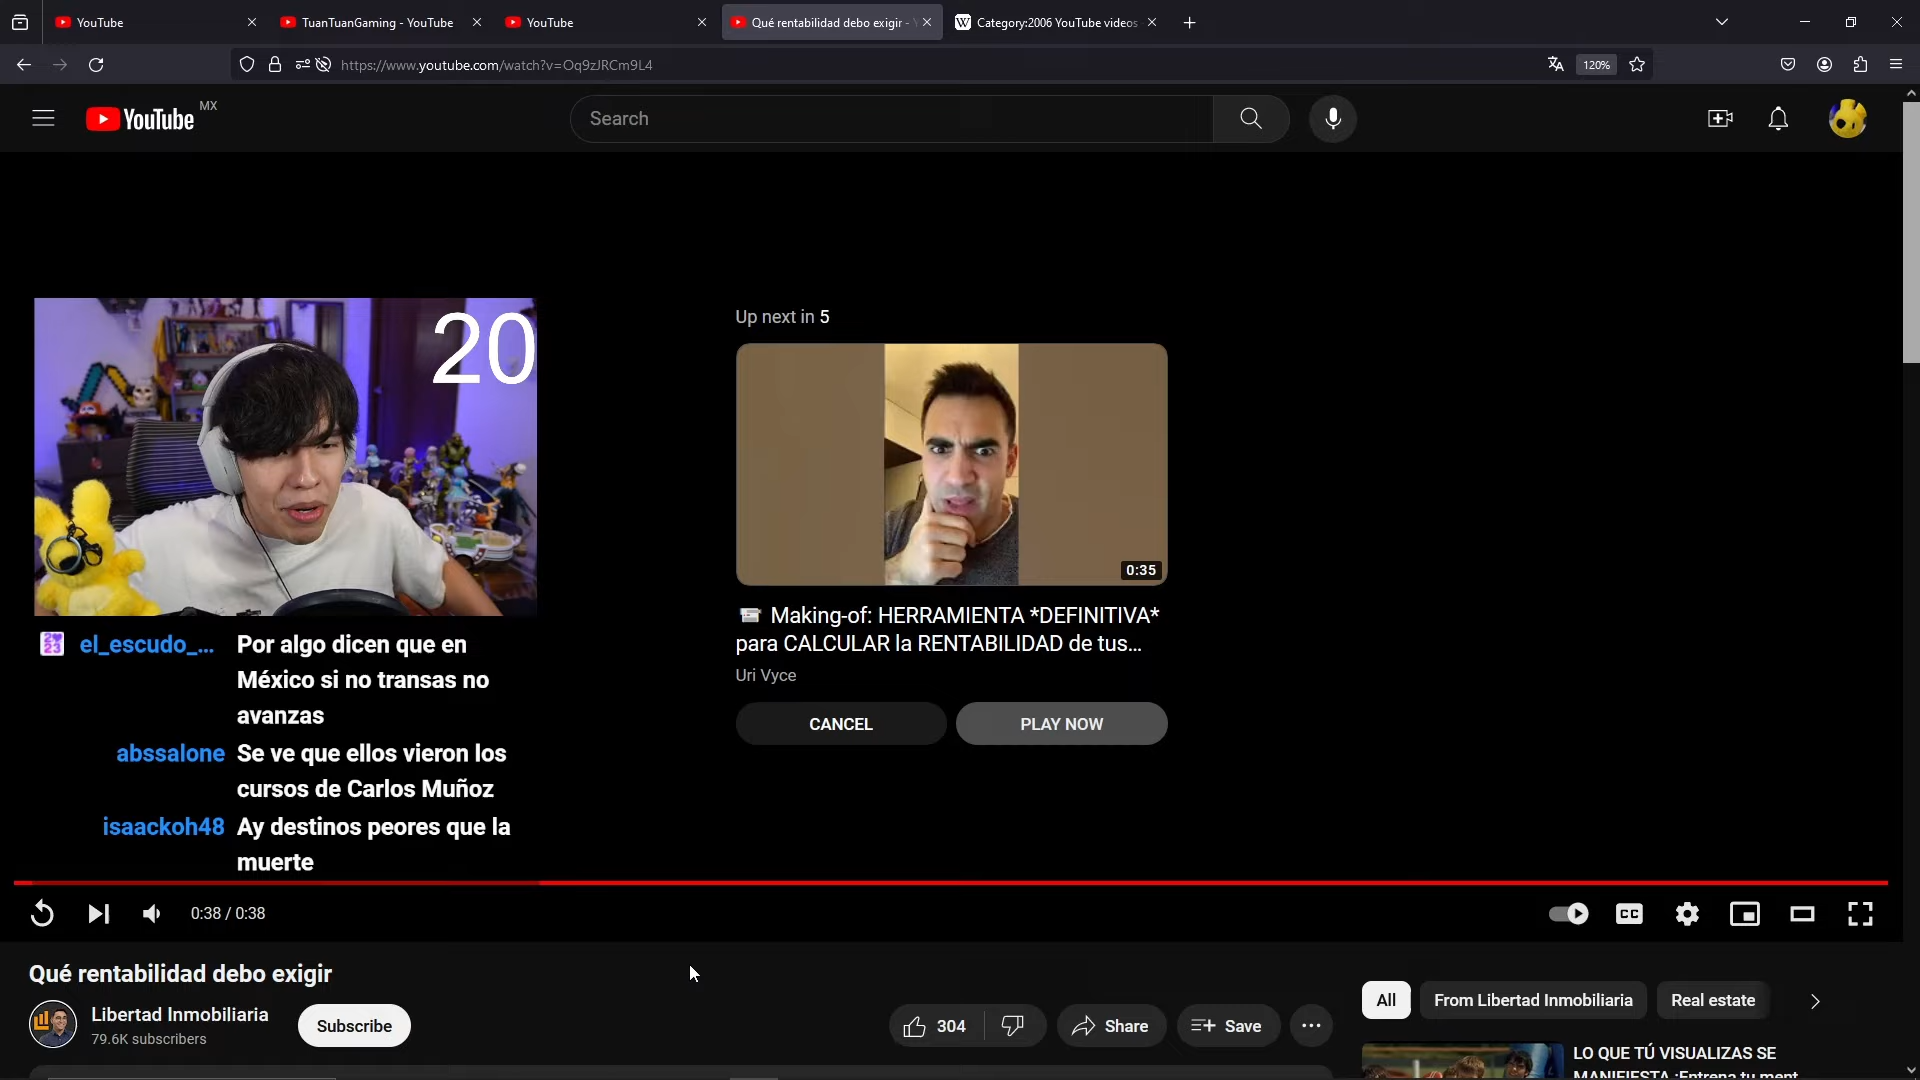 YouTube
TuanTuanGaming - YouTube
YouTube
Qué rentabilidad debo exigir -
Category:2006 YouTube videos
https://www.youtube.com/watch?v=Oq9zJRCm9L4
120%
YouTube
MX
Search
20
Up next in 5
0:35
Making-of: HERRAMIENTA *DEFINITIVA*
para CALCULAR la RENTABILIDAD de tus...
Uri Vyce
CANCEL
PLAY NOW
el_escudo_... Por algo dicen que en
México si no transas no
avanzas
abssalone Se ve que ellos vieron los
cursos de Carlos Muñoz
isaackoh48 Ay destinos peores que la
muerte
0:38 / 0:38
CC
Qué rentabilidad debo exigir
Libertad Inmobiliaria
79.6K subscribers
Subscribe
304
Share
Save
All
From Libertad Inmobiliaria
Real estate
LO QUE TÚ VISUALIZAS SE
MANIFIESTA ¡Entrena tu ment